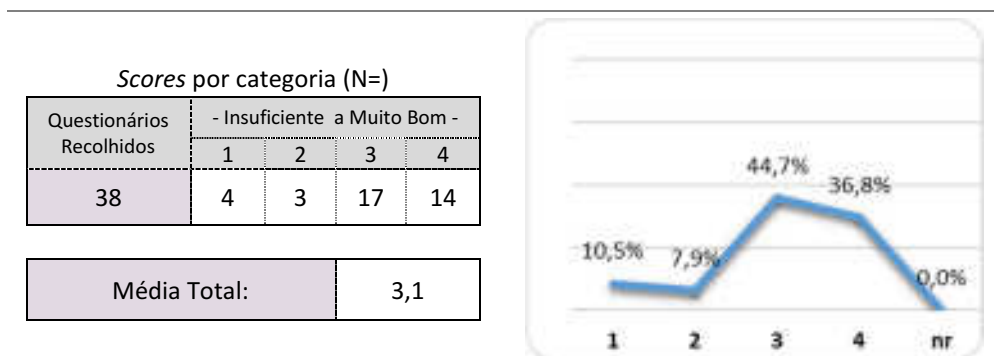 Scores por categoria (N=)
Questionários Recolhidos
- Insuficiente a Muito Bom -
1 2 3 4
38 4 3 17 14
Média Total: 3,1
44,7%
36,8%
10,5%
7,9%
0,0%
1 2 3 4 nr